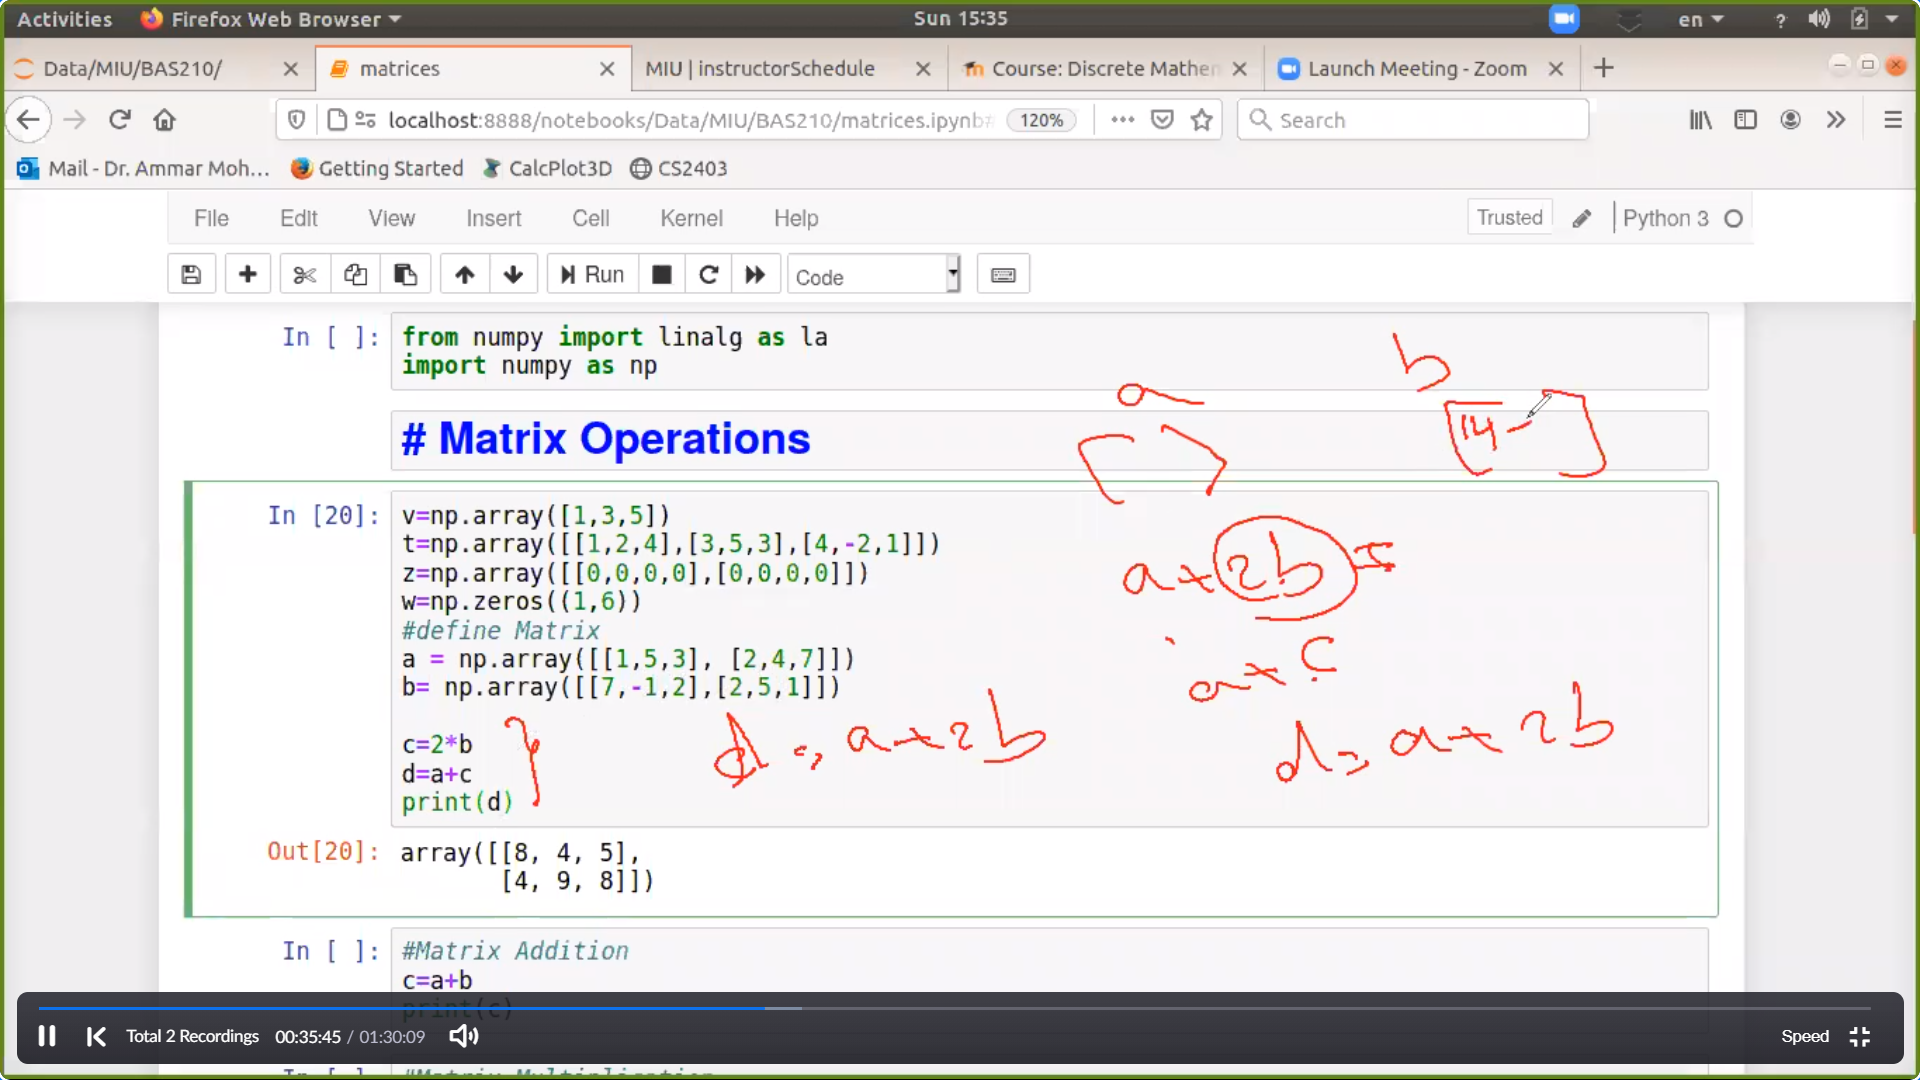 Activities Firefox Web Browser Sun 15:35 en ?
Data/MIU/BAS210/ matrices MIU | instructorSchedule Course: Discrete Mathem Launch Meeting - Zoom
localhost:8888/notebooks/Data/MIU/BAS210/matrices.ipynb# 120% Search
Mail - Dr. Ammar Moh... Getting Started CalcPlot3D CS2403
File Edit View Insert Cell Kernel Help Trusted Python 3
Run Code
In [ ]: from numpy import linalg as la
import numpy as np
b
a
# Matrix Operations
14 -
In [20]: v=np.array([1,3,5])
t=np.array([[1,2,4],[3,5,3],[4,-2,1]])
z=np.array([[0,0,0,0],[0,0,0,0]])
w=np.zeros((1,6))
a + 2b
#define Matrix
a = np.array([[1,5,3], [2,4,7]])
b= np.array([[7,-1,2],[2,5,1]])
a + c
c=2*b
d=a+c
print(d)
d = a + 2b
d = a + 2b
Out[20]: array([[8, 4, 5],
[4, 9, 8]])
In [ ]: #Matrix Addition
c=a+b
print(c)
Total 2 Recordings 00:35:45 / 01:30:09 Speed
In [ ]: #Matrix Multiplication